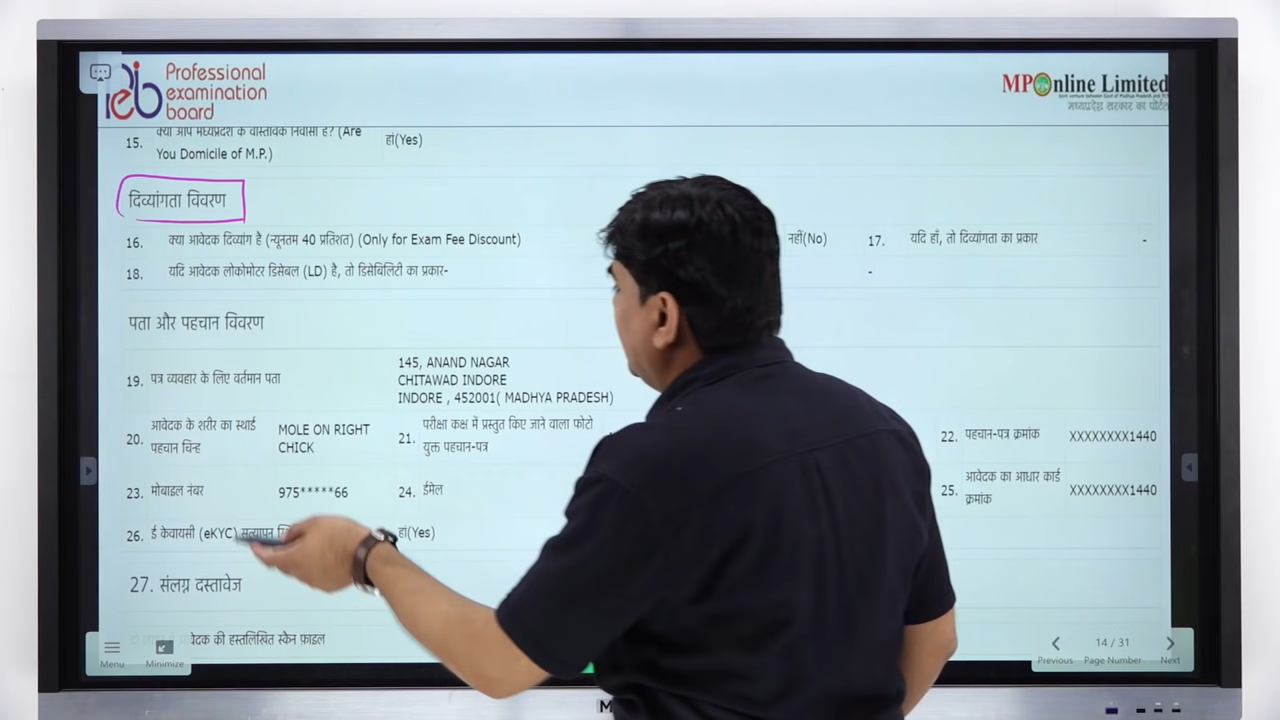 Professional
examination
board
MPOnline Limited
मध्यप्रदेश सरकार का पोर्टल
15. क्या आप मध्यप्रदेश के वास्तविक निवासी है? (Are You Domicile of M.P.) हां(Yes)
दिव्यांगता विवरण
16. क्या आवेदक दिव्यांग है (न्यूनतम 40 प्रतिशत) (Only for Exam Fee Discount) नहीं(No) 17. यदि हाँ, तो दिव्यांगता का प्रकार -
18. यदि आवेदक लोकोमोटर डिसेबल (LD) है, तो डिसेबिलिटी का प्रकार- -
पता और पहचान विवरण
19. पत्र व्यवहार के लिए वर्तमान पता
145, ANAND NAGAR
CHITAWAD INDORE
INDORE , 452001( MADHYA PRADESH)
20. आवेदक के शरीर का स्थाई पहचान चिन्ह
MOLE ON RIGHT
CHICK
21. परीक्षा कक्ष में प्रस्तुत किए जाने वाला फोटो
युक्त पहचान-पत्र
22. पहचान-पत्र क्रमांक XXXXXXXX1440
23. मोबाइल नंबर 975*****66 24. ईमेल
25. आवेदक का आधार कार्ड
क्रमांक XXXXXXXX1440
26. ई केवायसी (eKYC) सत्यापन हां(Yes)
27. संलग्न दस्तावेज
आवेदक की हस्तलिखित स्कैन फ़ाइल
Menu Minimize
14 / 31
Previous Page Number Next